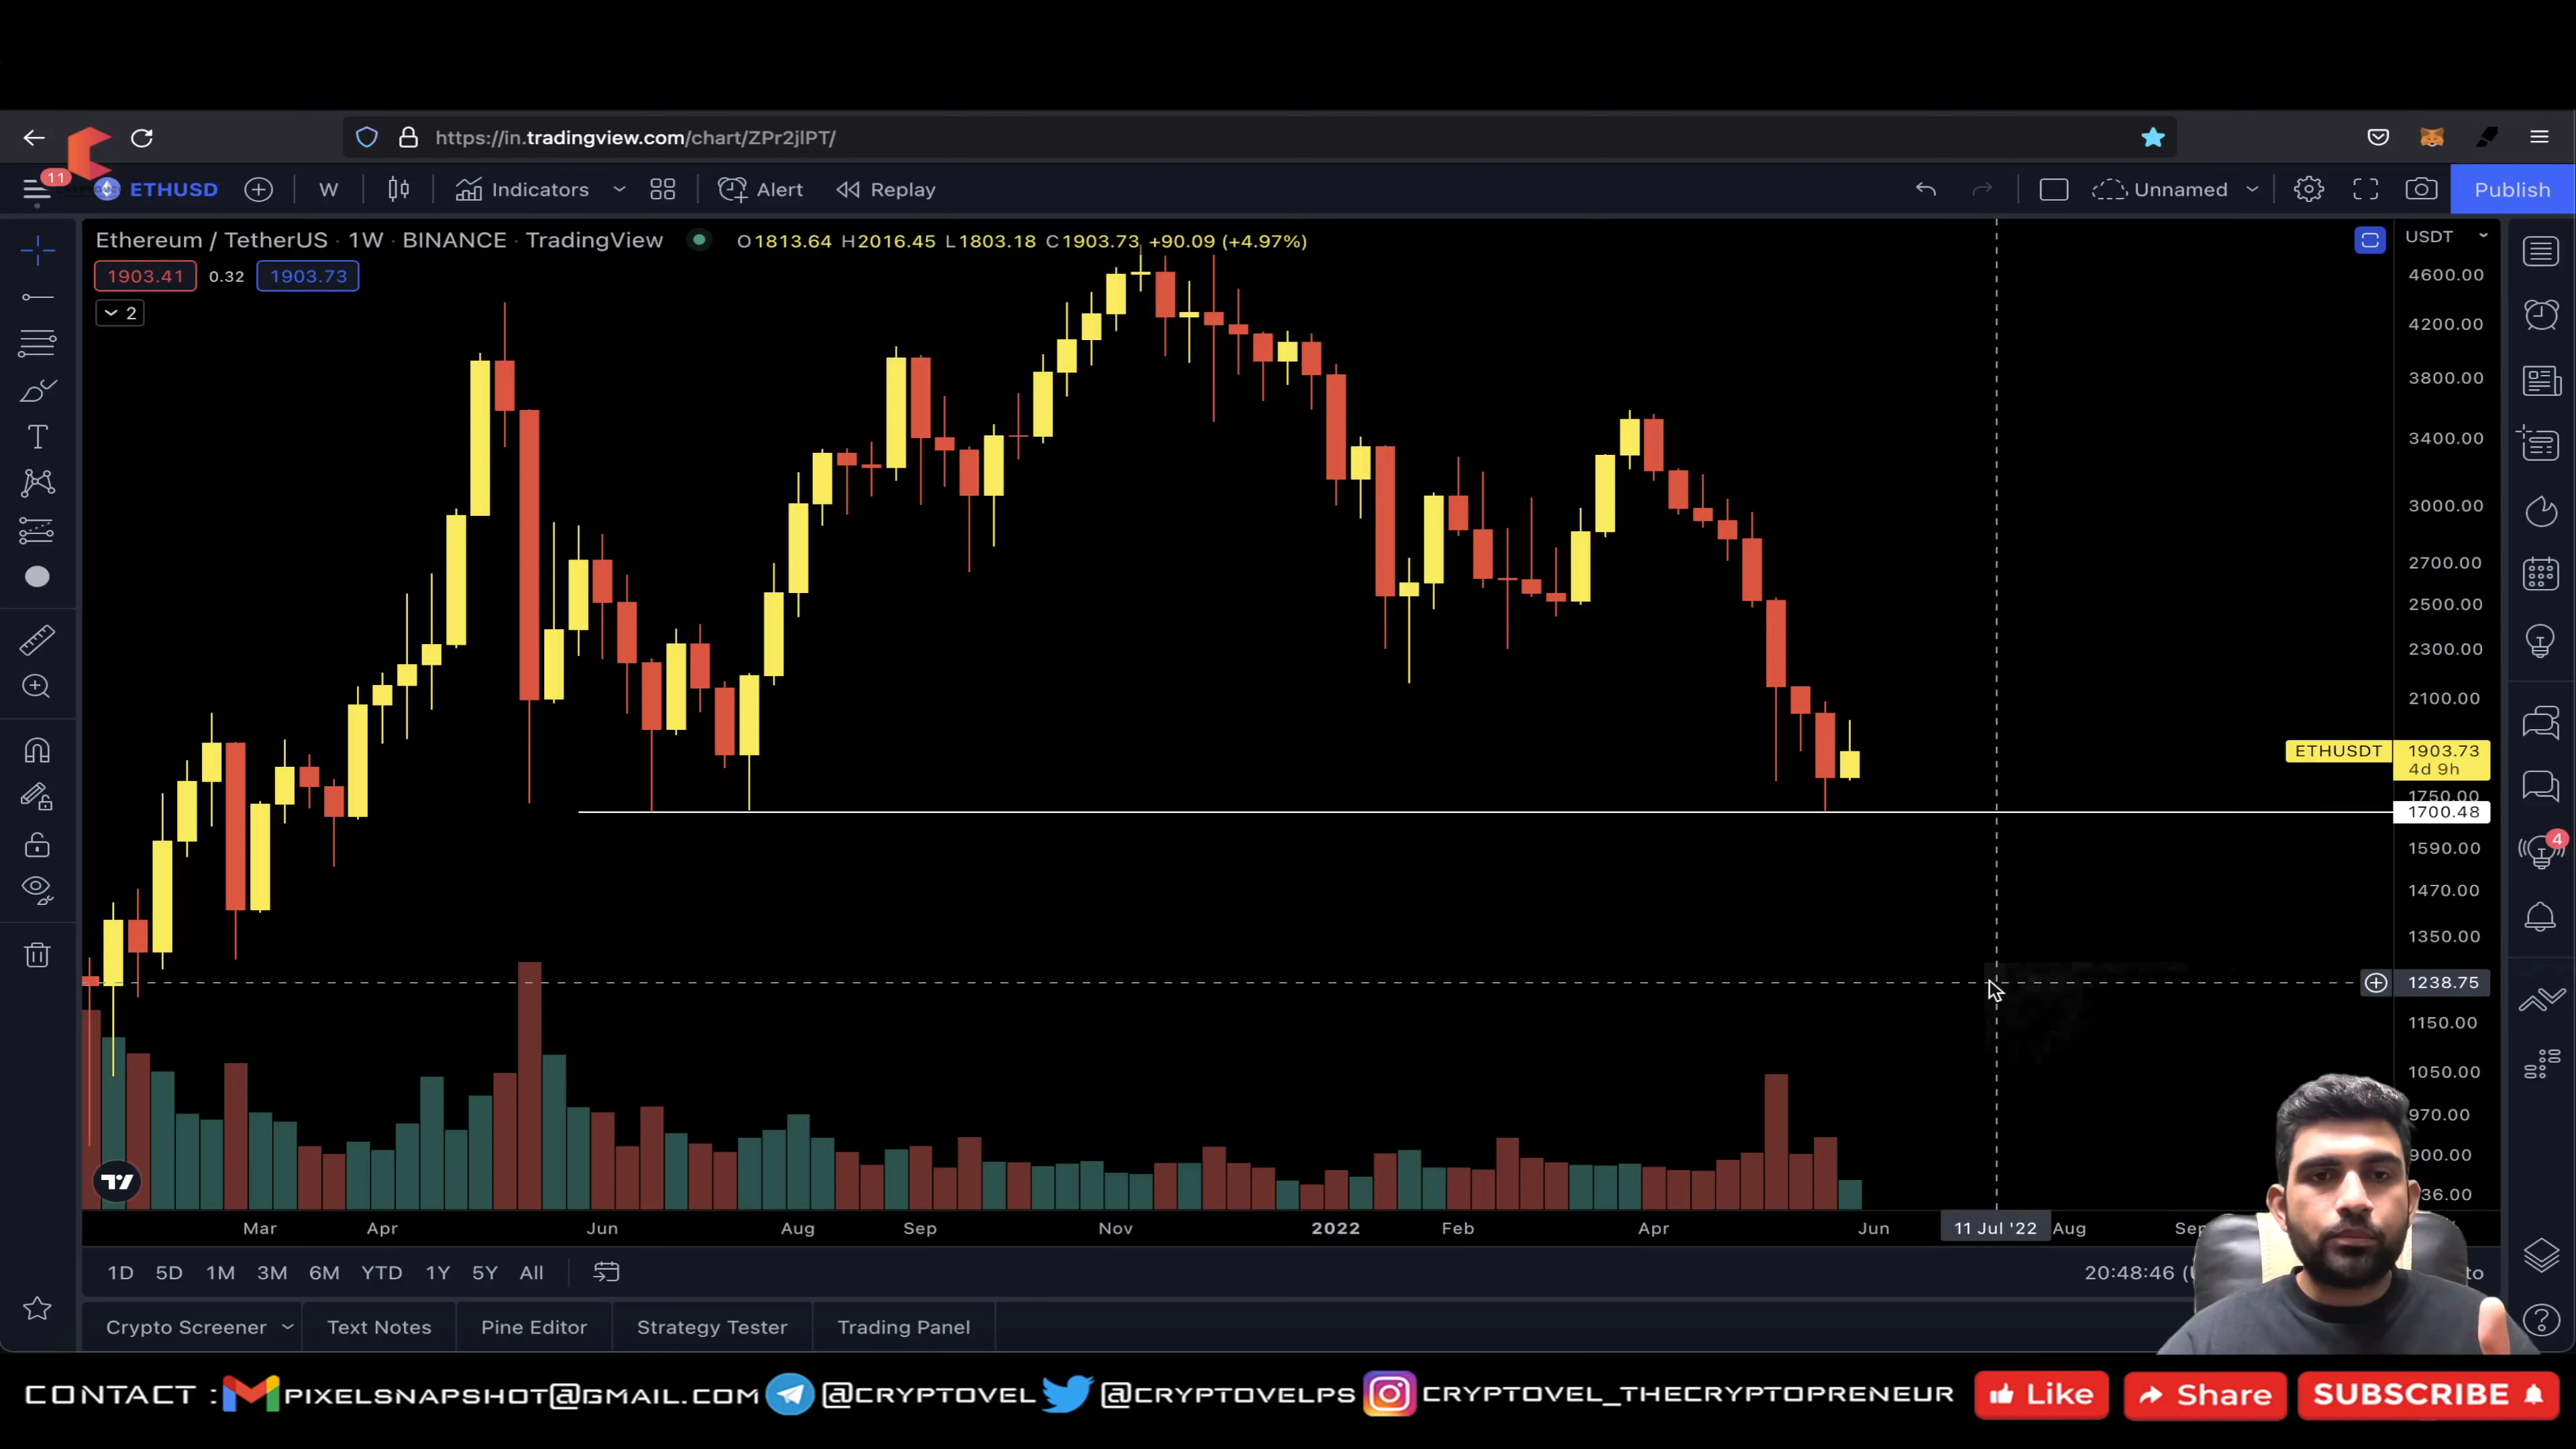 https://in.tradingview.com/chart/ZPr2jlPT/
11 ETHUSD W Indicators Alert Replay Unnamed Publish
Ethereum / TetherUS · 1W · BINANCE · TradingView O1813.64 H2016.45 L1803.18 C1903.73 +90.09 (+4.97%) USDT
1903.41 0.32 1903.73
2
4600.00
4200.00
3800.00
3400.00
3000.00
2700.00
2500.00
2300.00
2100.00
ETHUSDT 1903.73
4d 9h
1750.00
1700.48
4
1590.00
1470.00
1350.00
1238.75
1150.00
1050.00
970.00
900.00
36.00
Mar Apr Jun Aug Sep Nov 2022 Feb Apr Jun 11 Jul '22 Aug
1D 5D 1M 3M 6M YTD 1Y 5Y All 20:48:46
Crypto Screener Text Notes Pine Editor Strategy Tester Trading Panel
CONTACT : PIXELSNAPSHOT@GMAIL.COM @CRYPTOVEL @CRYPTOVELPS CRYPTOVEL_THECRYPTOPRENEUR Like Share SUBSCRIBE